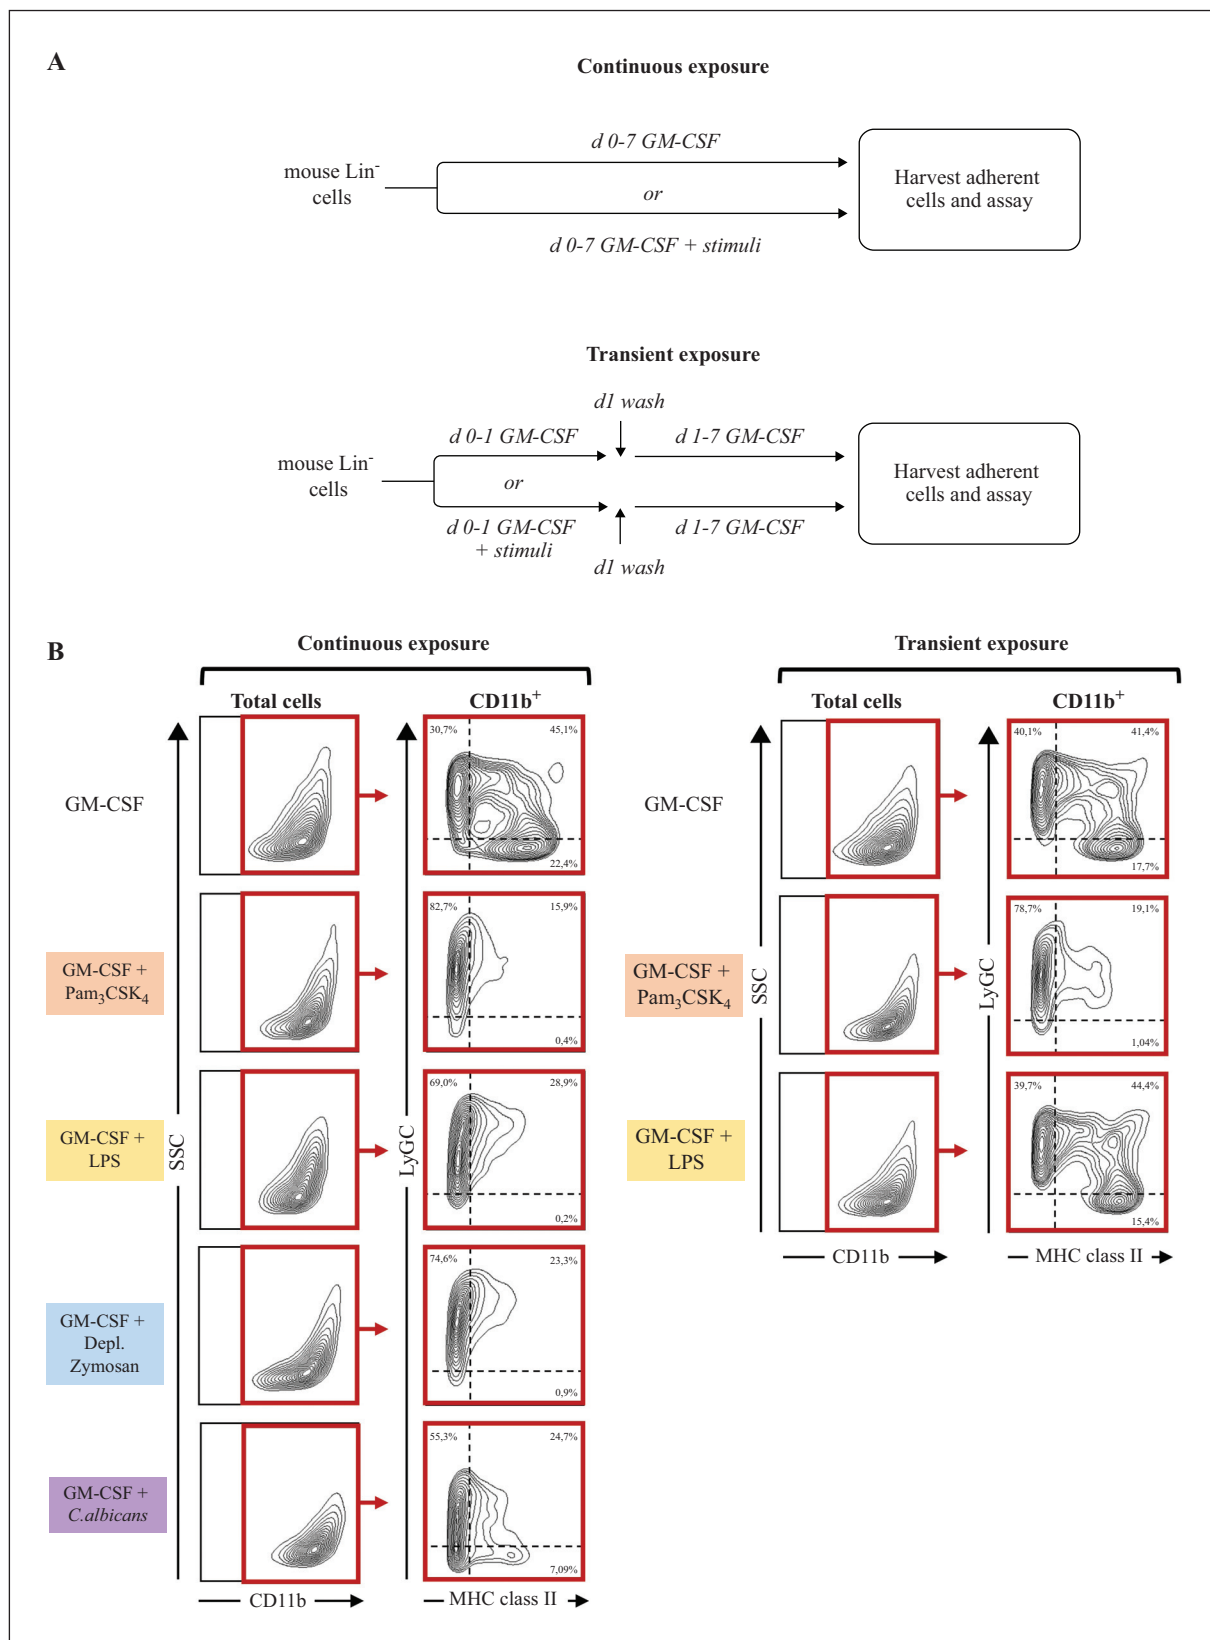 A
Continuous exposure
d 0-7 GM-CSF
mouse Lin⁻
cells
or
Harvest adherent
cells and assay
d 0-7 GM-CSF + stimuli
Transient exposure
d1 wash
d 0-1 GM-CSF
d 1-7 GM-CSF
mouse Lin⁻
cells
or
Harvest adherent
cells and assay
d 0-1 GM-CSF
+ stimuli
d 1-7 GM-CSF
d1 wash
B
Continuous exposure
Total cells
CD11b⁺
GM-CSF
30,7%
45,1%
22,4%
GM-CSF +
Pam₃CSK₄
82,7%
15,9%
0,4%
GM-CSF +
LPS
69,0%
28,9%
0,2%
GM-CSF +
Depl.
Zymosan
74,6%
23,3%
0,9%
GM-CSF +
C.albicans
55,3%
24,7%
7,09%
SSC
LyGC
CD11b
MHC class II
Transient exposure
Total cells
CD11b⁺
GM-CSF
40,1%
41,4%
17,7%
GM-CSF +
Pam₃CSK₄
78,7%
19,1%
1,04%
GM-CSF +
LPS
39,7%
44,4%
15,4%
SSC
LyGC
CD11b
MHC class II